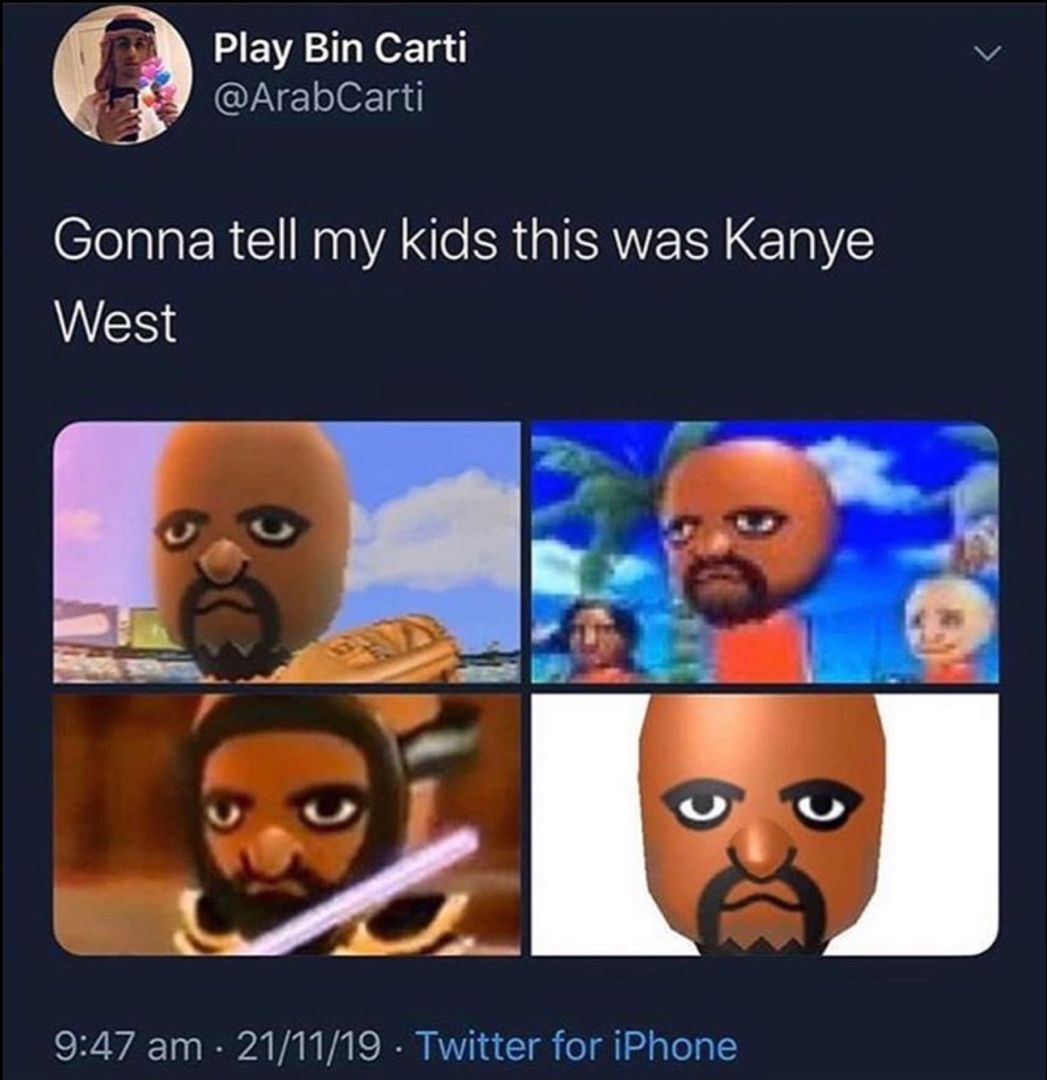 Play Bin Carti
@ArabCarti
Gonna tell my kids this was Kanye
West
9:47 am · 21/11/19 · Twitter for iPhone